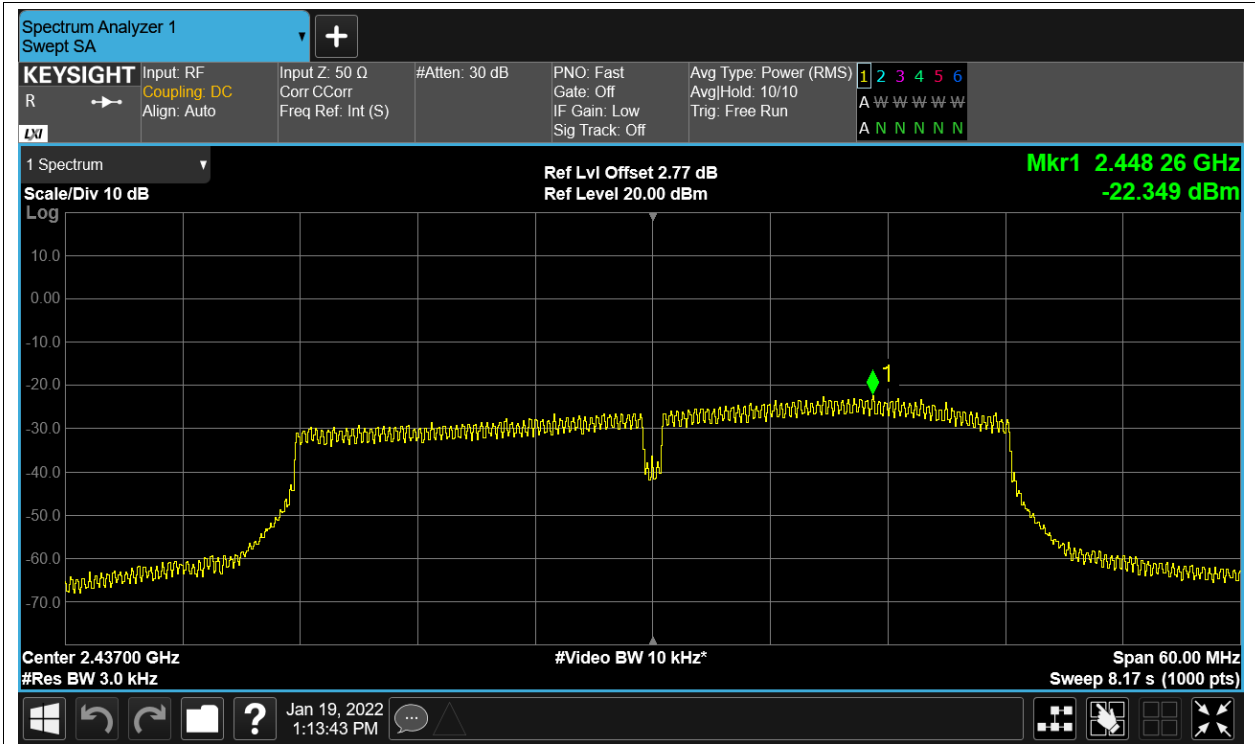 Spectrum Analyzer 1
Swept SA
KEYSIGHT
R
LXI
Input: RF
Coupling: DC
Align: Auto
Input Z: 50 Ω
Corr CCorr
Freq Ref: Int (S)
#Atten: 30 dB
PNO: Fast
Gate: Off
IF Gain: Low
Sig Track: Off
Avg Type: Power (RMS)
Avg|Hold: 10/10
Trig: Free Run
1 2 3 4 5 6
A W W W W W
A N N N N N
1 Spectrum
Scale/Div 10 dB
Ref Lvl Offset 2.77 dB
Ref Level 20.00 dBm
Mkr1 2.448 26 GHz
-22.349 dBm
Log
10.0
0.00
-10.0
-20.0
-30.0
-40.0
-50.0
-60.0
-70.0
1
Center 2.43700 GHz
#Res BW 3.0 kHz
#Video BW 10 kHz*
Span 60.00 MHz
Sweep 8.17 s (1000 pts)
?
Jan 19, 2022
1:13:43 PM